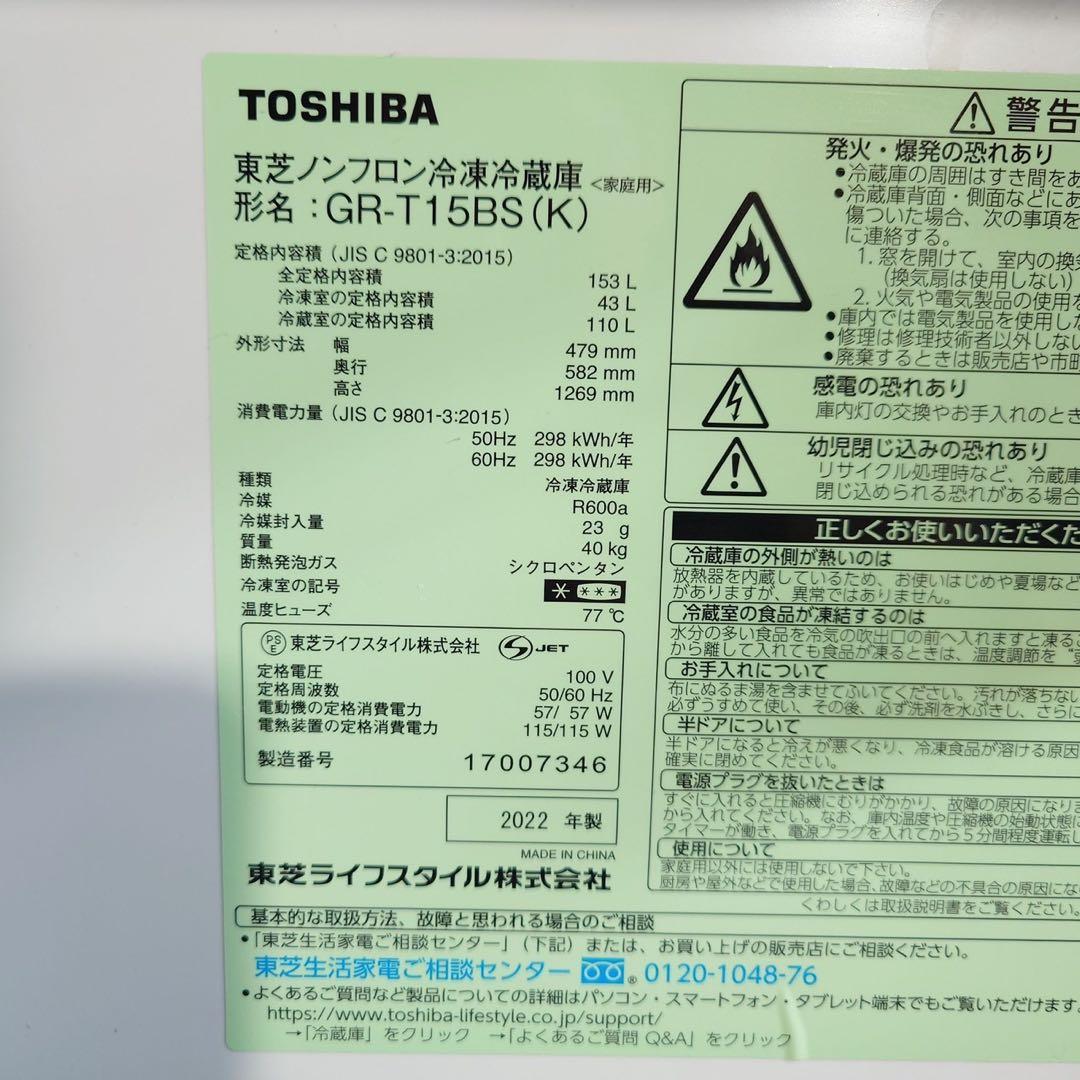 TOSHIBA
東芝ノンフロン冷凍冷蔵庫 <家庭用>
形名 : GR-T15BS(K)
定格内容積 (JIS C 9801-3:2015)
全定格内容積 153 L
冷凍室の定格内容積 43 L
冷蔵室の定格内容積 110 L
外形寸法 幅 479 mm
奥行 582 mm
高さ 1269 mm
消費電力量 (JIS C 9801-3:2015)
50Hz 298 kWh/年
60Hz 298 kWh/年
種類 冷凍冷蔵庫
冷媒 R600a
冷媒封入量 23 g
質量 40 kg
断熱発泡ガス シクロペンタン
冷凍室の記号
温度ヒューズ 77 ℃
PSE 東芝ライフスタイル株式会社 JET
定格電圧 100 V
定格周波数 50/60 Hz
電動機の定格消費電力 57/ 57 W
電熱装置の定格消費電力 115/115 W
製造番号 17007346
2022 年製
MADE IN CHINA
東芝ライフスタイル株式会社
警告
発火・爆発の恐れあり
●冷蔵庫の周囲はすき間をあ
●冷蔵庫背面・側面などにあ
傷ついた場合、次の事項を
に連絡する。
1. 窓を開けて、室内の換気
(換気扇は使用しない)
2. 火気や電気製品の使用を
●庫内では電気製品を使用した
●修理は修理技術者以外しない
●廃棄するときは販売店や市町
感電の恐れあり
庫内灯の交換やお手入れのとき
幼児閉じ込みの恐れあり
リサイクル処理時など、冷蔵庫
閉じ込められる恐れがある場合
正しくお使いいただくた
冷蔵庫の外側が熱いのは
放熱器を内蔵しているため、お使いはじめや夏場など
がありますが、異常ではありません。
冷蔵室の食品が凍結するのは
水分の多い食品を冷気の吹出口の前へ入れますと凍る
から離して入れても食品が凍るときは、温度調節を
お手入れについて
布にぬるま湯を含ませてふいてください。汚れが落ちない
必ずうすめて使い、その後、必ず洗剤を水ぶきし、さらに
半ドアについて
半ドアになると冷えが悪くなり、冷凍食品が溶ける原因
確実に閉めてください。
電源プラグを抜いたときは
すぐに入れると圧縮機にむりがかかり、故障の原因になりま
から入れてください。なお、庫内温度や圧縮機の始動状態に
タイマーが働き、電源プラグを入れてから5分間程度運転し
使用について
家庭用以外には使用しないで下さい。
厨房や屋外などで使用した場合、故障などの不具合の原因にな
くわしくは取扱説明書をご覧ください。
基本的な取扱方法、故障と思われる場合のご相談
●「東芝生活家電ご相談センター」(下記) または、お買い上げの販売店にご相談ください。
東芝生活家電ご相談センター ® 0120-1048-76
●よくあるご質問など製品についての詳細はパソコン・スマートフォン・タブレット端末でもご覧いただけます。
https://www.toshiba-lifestyle.co.jp/support/
→「冷蔵庫」をクリック →「よくあるご質問 Q&A」をクリック